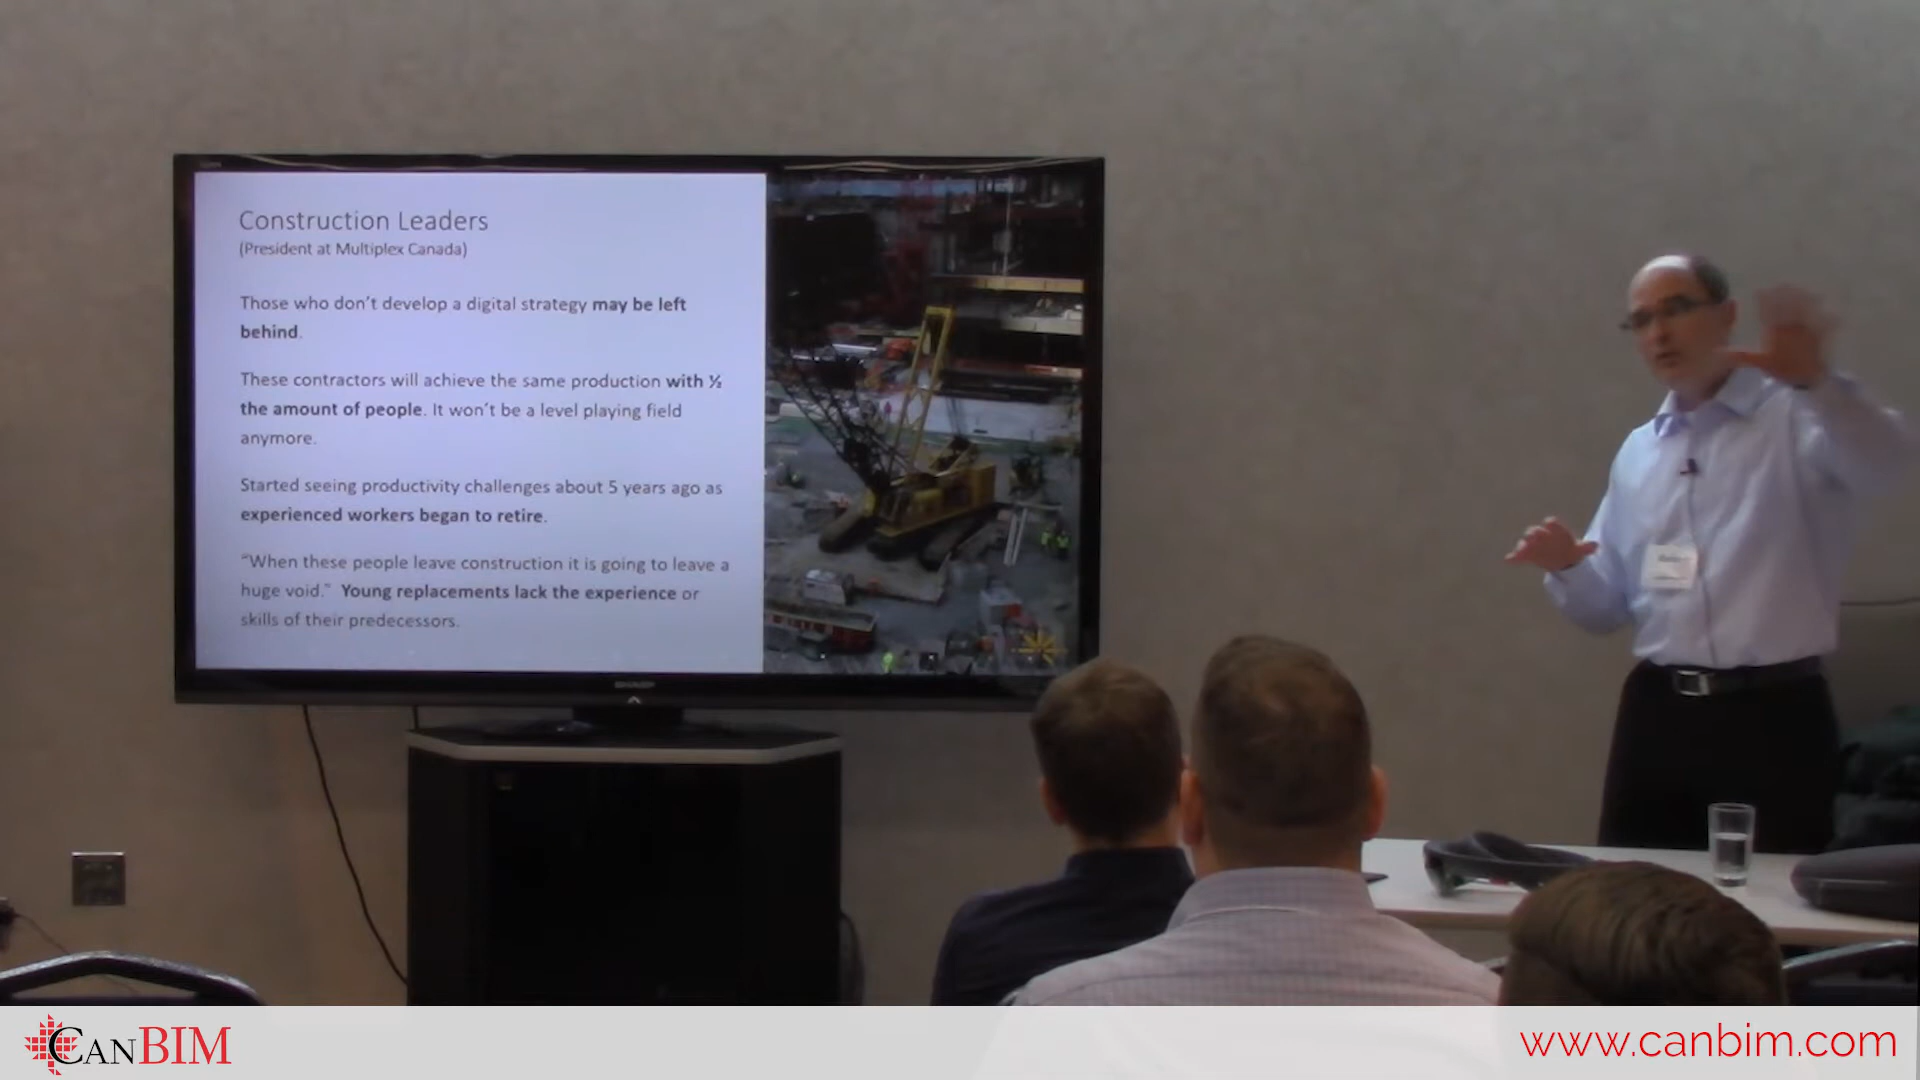 Construction Leaders
(President at Multiplex Canada)
Those who don't develop a digital strategy may be left
behind.
These contractors will achieve the same production with ½
the amount of people. It won't be a level playing field
anymore.
Started seeing productivity challenges about 5 years ago as
experienced workers began to retire.
"When these people leave construction it is going to leave a
huge void." Young replacements lack the experience or
skills of their predecessors.
SHARP
CANBIM
www.canbim.com